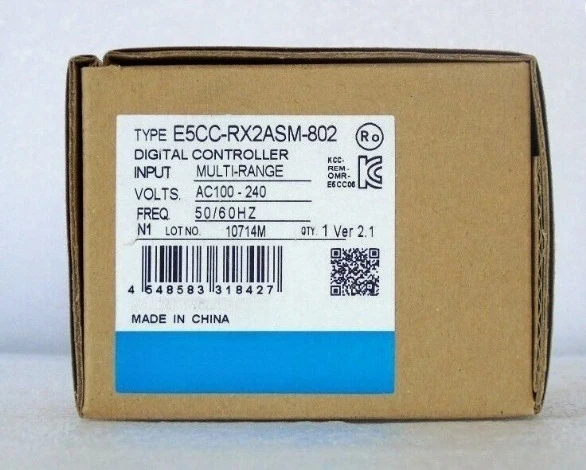 TYPE E5CC-RX2ASM-802
Ro
DIGITAL CONTROLLER
INPUT MULTI-RANGE
KCC-
REM-
OMR-
E5CC06
VOLTS. AC100 - 240
FREQ. 50/60HZ
N1 LOT NO. 10714M QTY. 1 Ver 2.1
4 548583 318427
MADE IN CHINA